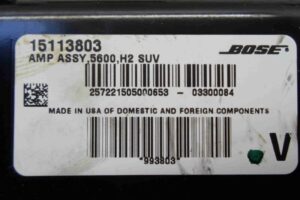 15113803
BOSE
AMP ASSY,5600,H2 SUV
257221505000653 - 03300084
MADE IN USA OF DOMESTIC AND FOREIGN COMPONENTS
*993803*
V